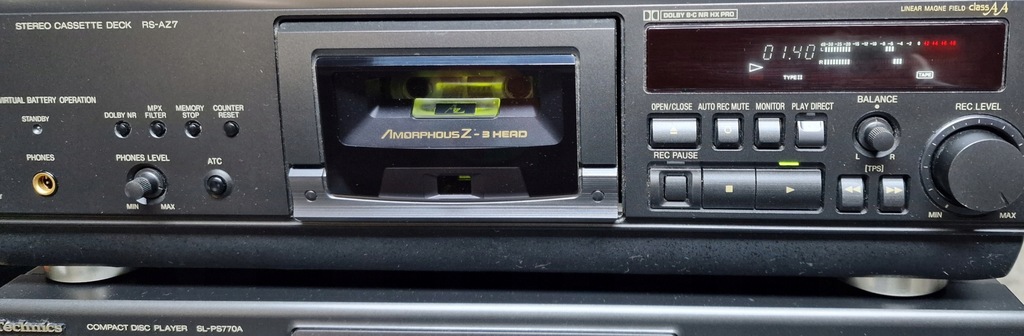 STEREO CASSETTE DECK RS-AZ7
DOLBY B·C NR HX PRO
LINEAR MAGNE FIELD class AA
01.40
TYPE II
TAPE
VIRTUAL BATTERY OPERATION
STANDBY
DOLBY NR
MPX FILTER
MEMORY STOP
COUNTER RESET
PHONES
PHONES LEVEL
MIN MAX
ATC
AMORPHOUS Z - 3 HEAD
OPEN/CLOSE AUTO REC MUTE MONITOR PLAY DIRECT
BALANCE
L R
REC LEVEL
MIN MAX
REC PAUSE
[TPS]
Technics COMPACT DISC PLAYER SL-PS770A